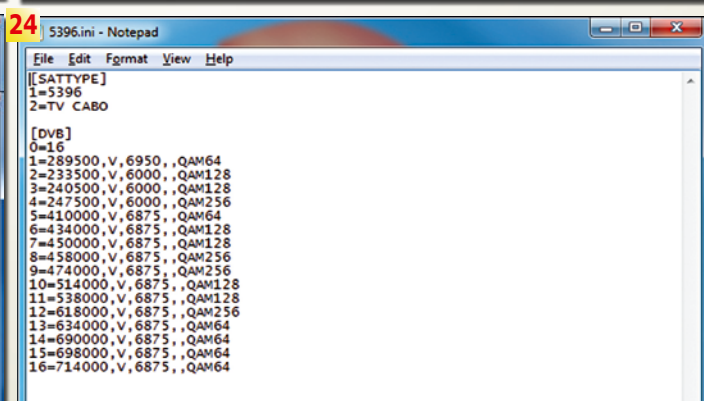 24
5396.ini - Notepad
File Edit Format View Help
[SATTYPE]
1=5396
2=TV CABO
[DVB]
0=16
1=289500,V,6950,,QAM64
2=233500,V,6000,,QAM128
3=240500,V,6000,,QAM128
4=247500,V,6000,,QAM256
5=410000,V,6875,,QAM64
6=434000,V,6875,,QAM128
7=450000,V,6875,,QAM128
8=458000,V,6875,,QAM256
9=474000,V,6875,,QAM256
10=514000,V,6875,,QAM128
11=538000,V,6875,,QAM128
12=618000,V,6875,,QAM256
13=634000,V,6875,,QAM64
14=690000,V,6875,,QAM64
15=698000,V,6875,,QAM64
16=714000,V,6875,,QAM64